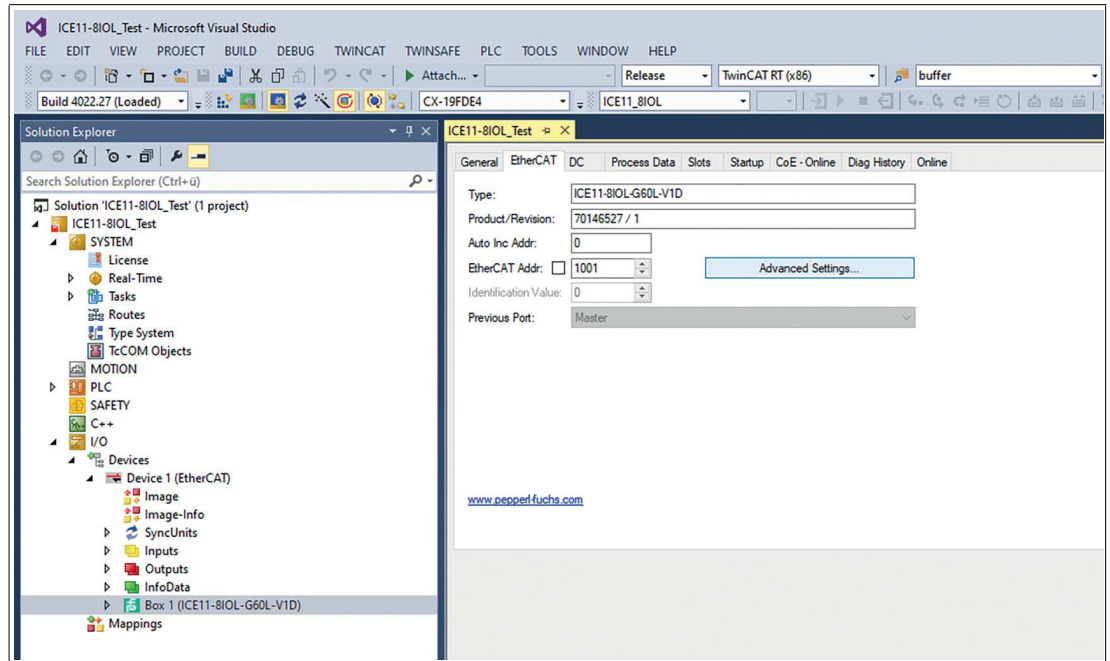 ICE11-8IOL_Test - Microsoft Visual Studio
FILE EDIT VIEW PROJECT BUILD DEBUG TWINCAT TWINSAFE PLC TOOLS WINDOW HELP
Attach... Release TwinCAT RT (x86) buffer
Build 4022.27 (Loaded) CX-19FDE4 ICE11_8IOL
Solution Explorer
Search Solution Explorer (Ctrl+ü)
Solution 'ICE11-8IOL_Test' (1 project)
ICE11-8IOL_Test
SYSTEM
License
Real-Time
Tasks
Routes
Type System
TcCOM Objects
MOTION
PLC
SAFETY
C++
I/O
Devices
Device 1 (EtherCAT)
Image
Image-Info
SyncUnits
Inputs
Outputs
InfoData
Box 1 (ICE11-8IOL-G60L-V1D)
Mappings
ICE11-8IOL_Test
General EtherCAT DC Process Data Slots Startup CoE - Online Diag History Online
Type: ICE11-8IOL-G60L-V1D
Product/Revision: 70146527 / 1
Auto Inc Addr: 0
EtherCAT Addr: 1001 Advanced Settings...
Identification Value: 0
Previous Port: Master
www.pepperl-fuchs.com